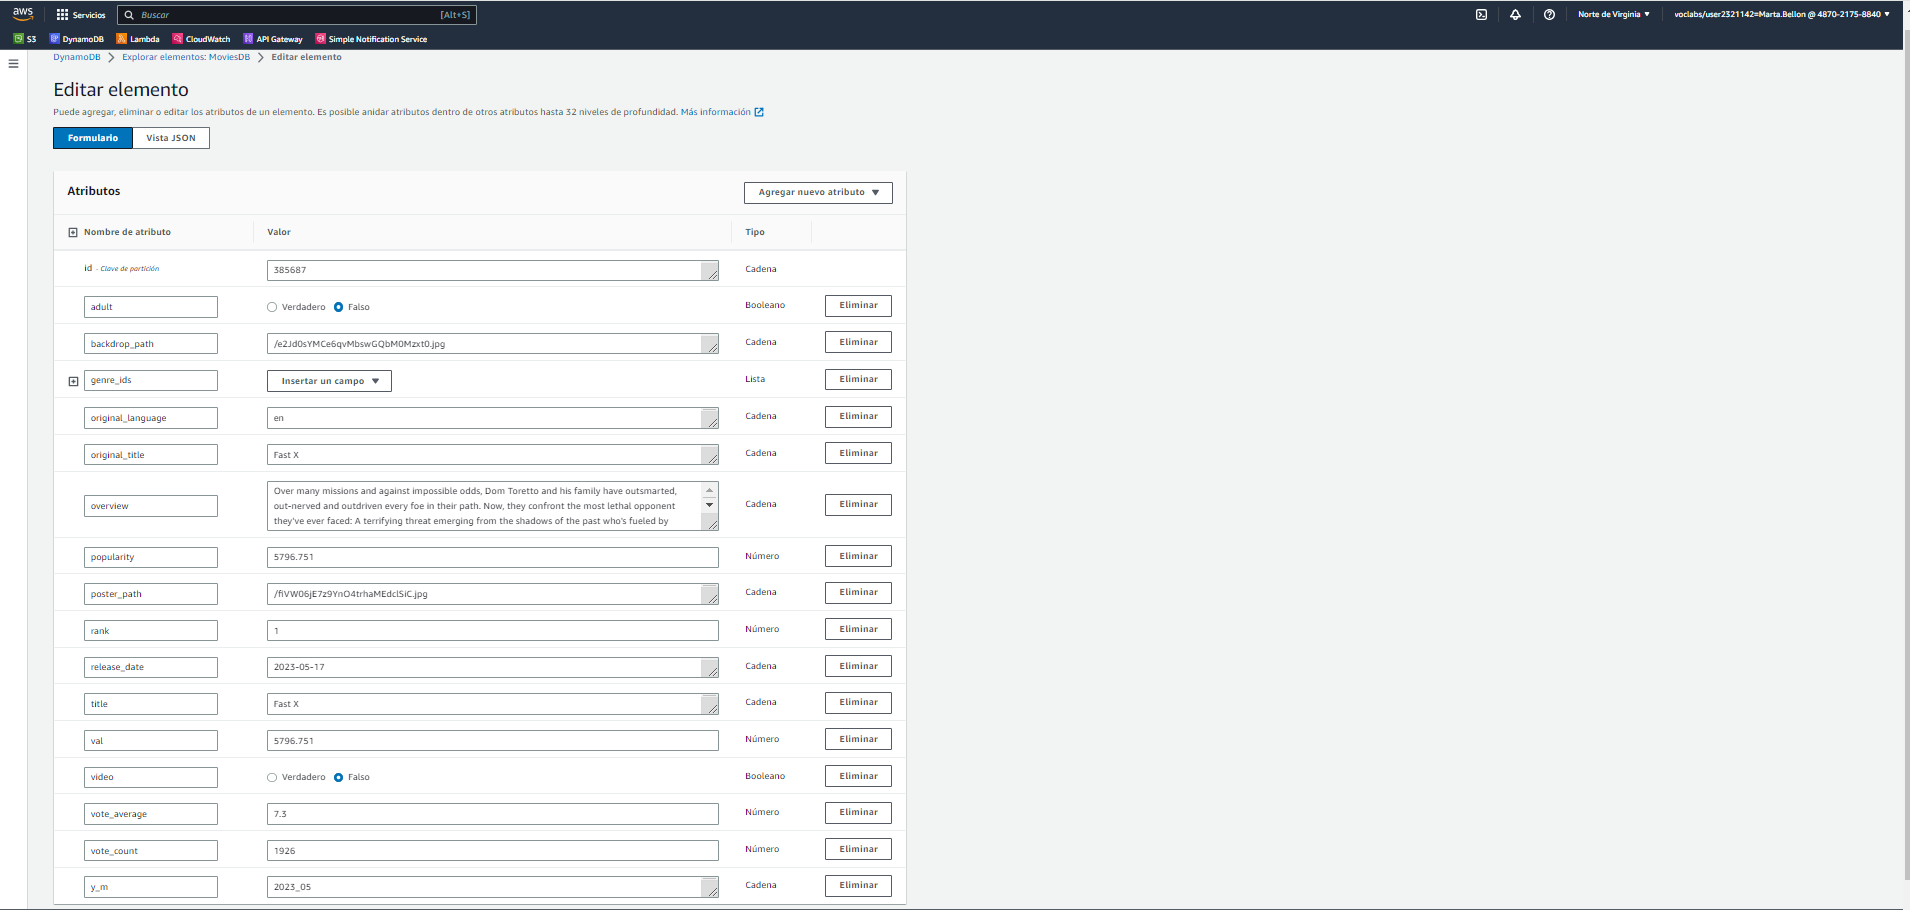 aws Servicios Buscar [Alt+S] Norte de Virginia voclabs/user2321142=Marta.Bellon @ 4870-2175-8840
S3 DynamoDB Lambda CloudWatch API Gateway Simple Notification Service
DynamoDB Explorar elementos: MoviesDB Editar elemento
Editar elemento
Puede agregar, eliminar o editar los atributos de un elemento. Es posible anidar atributos dentro de otros atributos hasta 32 niveles de profundidad. Más información
Formulario Vista JSON
Atributos Agregar nuevo atributo
Nombre de atributo Valor Tipo
id - Clave de partición 385687 Cadena
adult Verdadero Falso Booleano Eliminar
backdrop_path /e2Jd0sYMCe6qvMbswGQbM0Mzxt0.jpg Cadena Eliminar
genre_ids Insertar un campo Lista Eliminar
original_language en Cadena Eliminar
original_title Fast X Cadena Eliminar
overview Over many missions and against impossible odds, Dom Toretto and his family have outsmarted, Cadena Eliminar
out-nerved and outdriven every foe in their path. Now, they confront the most lethal opponent
they've ever faced: A terrifying threat emerging from the shadows of the past who's fueled by
popularity 5796.751 Número Eliminar
poster_path /fiVW06jE7z9YnO4trhaMEdclSiC.jpg Cadena Eliminar
rank 1 Número Eliminar
release_date 2023-05-17 Cadena Eliminar
title Fast X Cadena Eliminar
val 5796.751 Número Eliminar
video Verdadero Falso Booleano Eliminar
vote_average 7.3 Número Eliminar
vote_count 1926 Número Eliminar
y_m 2023_05 Cadena Eliminar